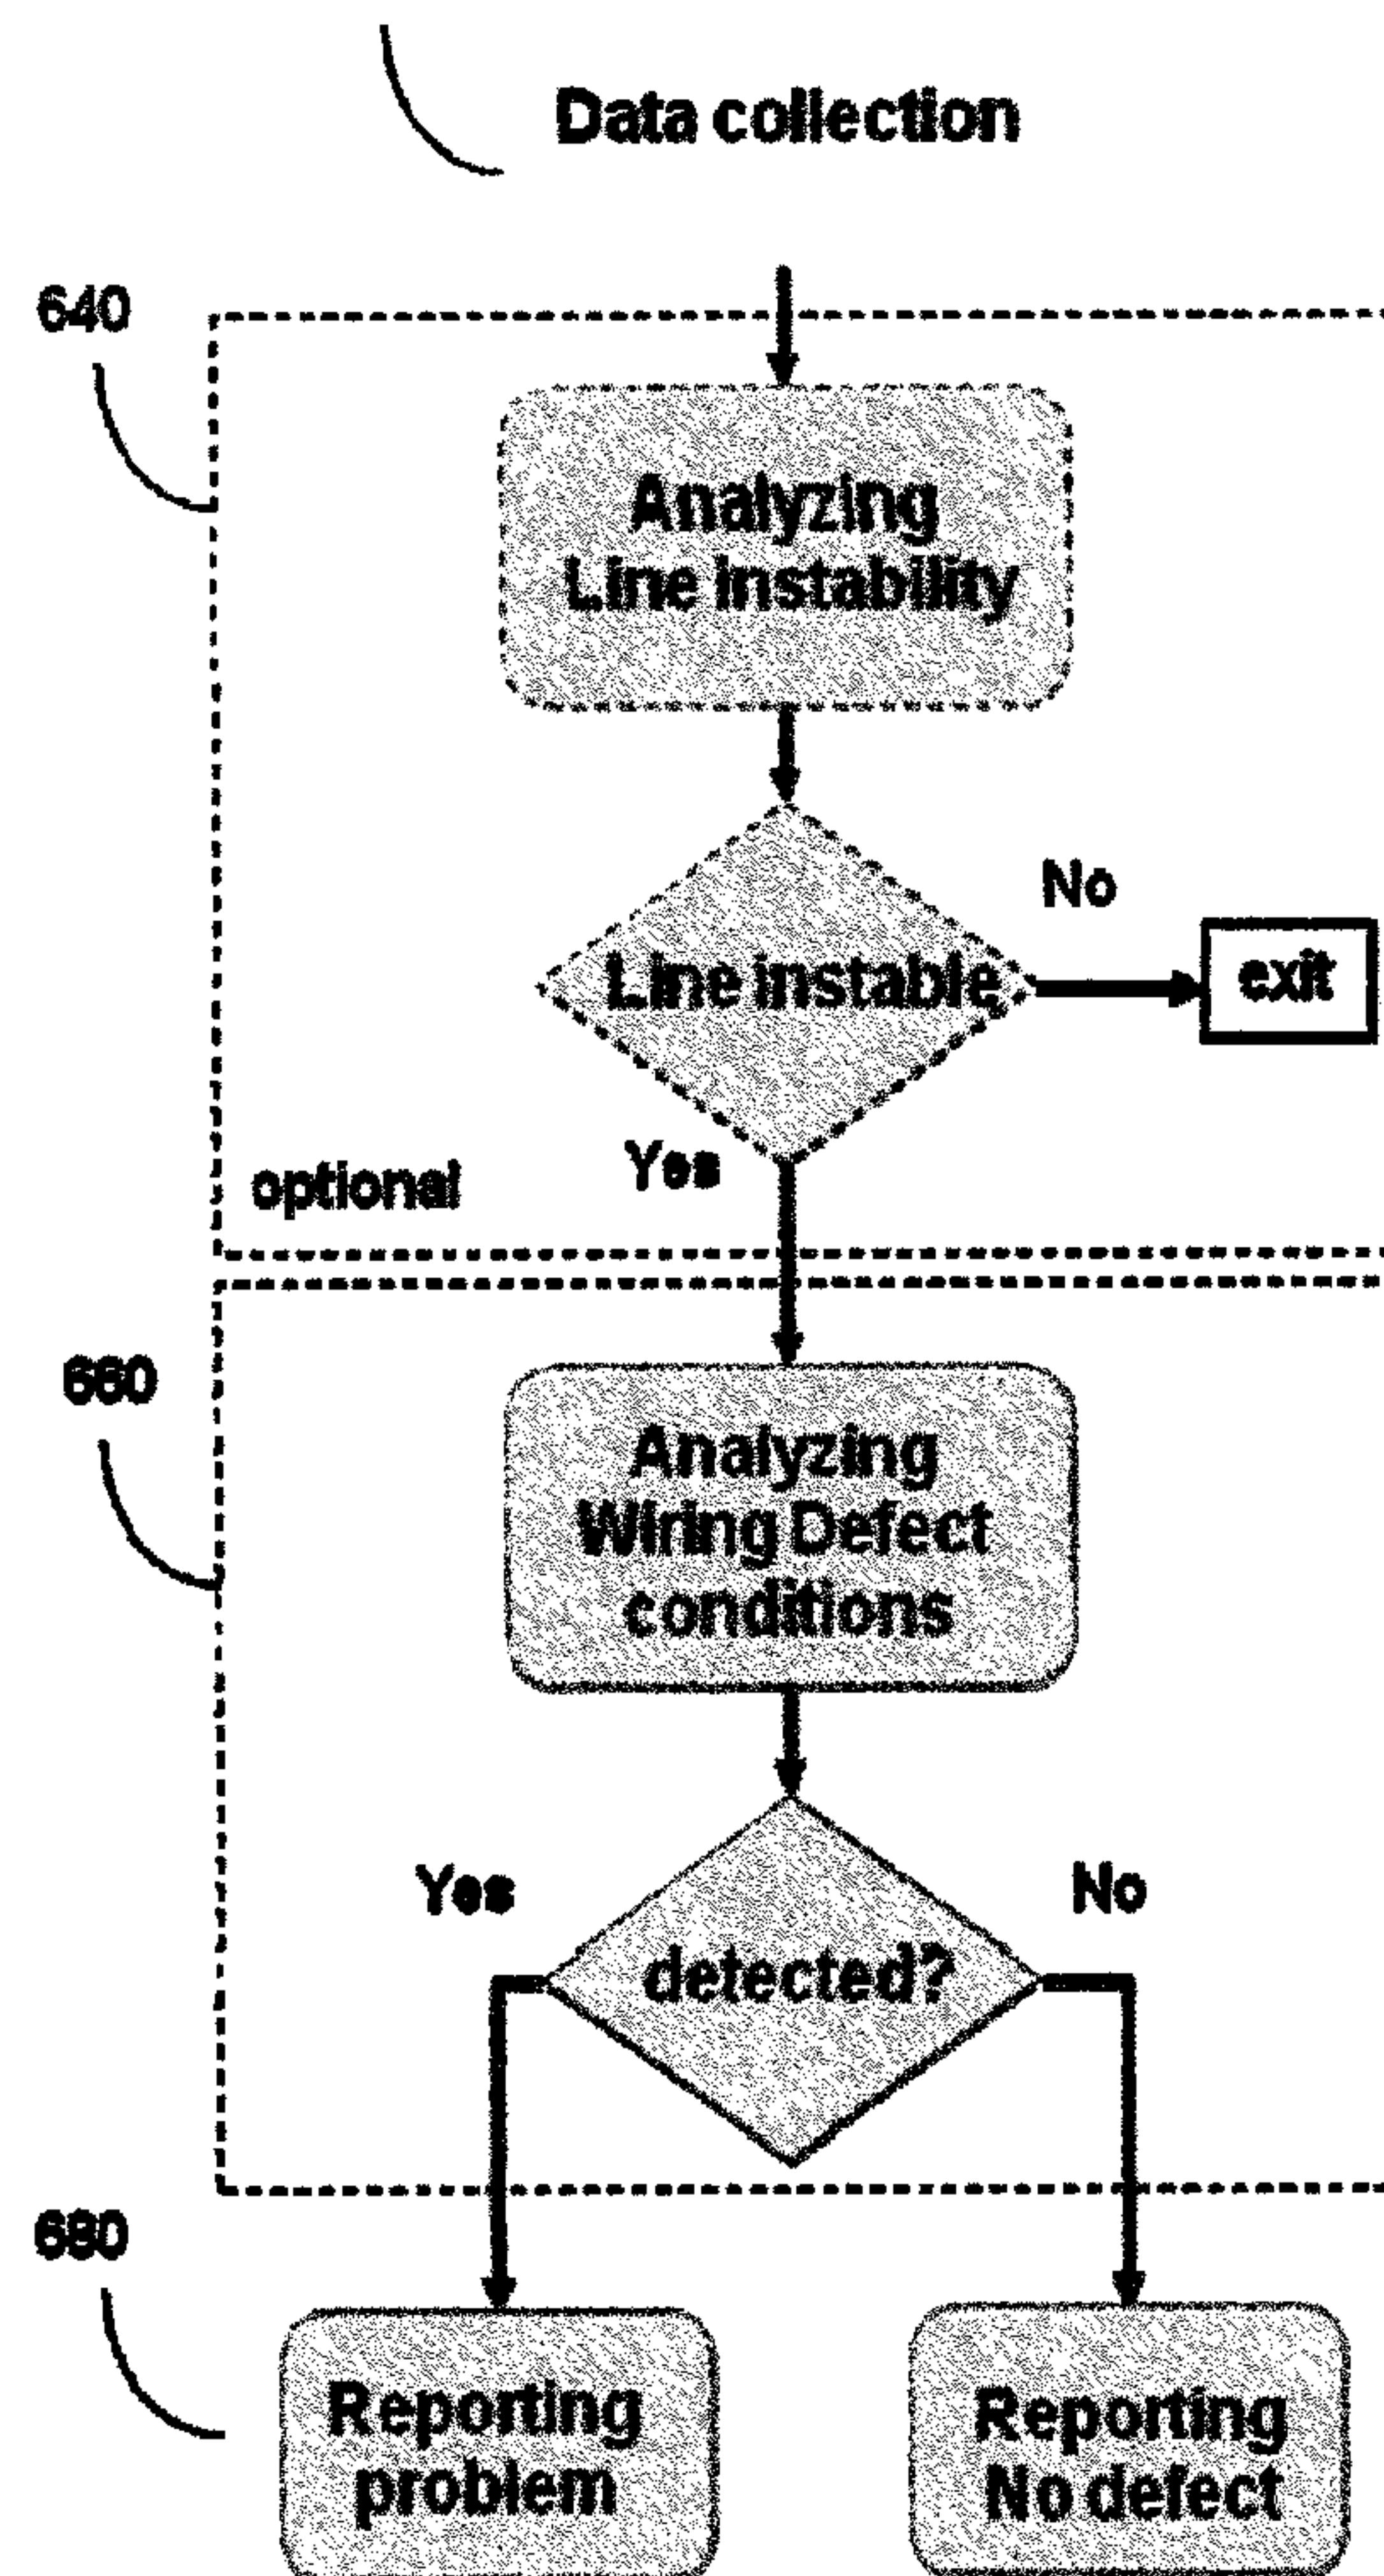 Data collection
640
Analyzing
Line instability
No
Line instable
exit
Yes
optional
660
Analyzing
Wiring Defect
conditions
Yes
No
detected?
680
Reporting
problem
Reporting
No defect